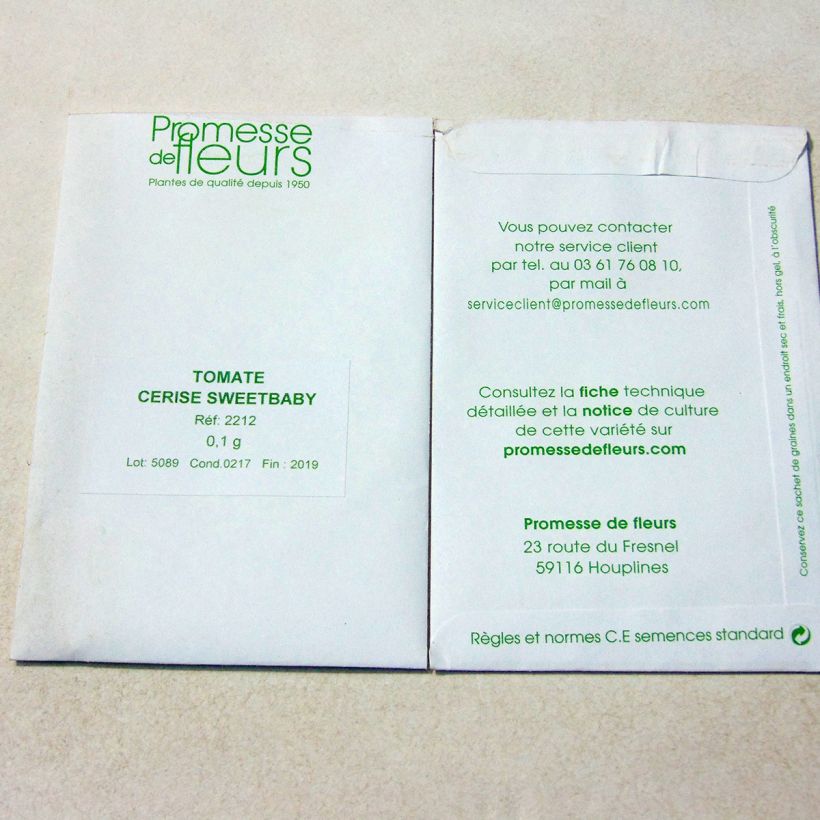 Promesse
de fleurs
Plantes de qualité depuis 1950
TOMATE
CERISE SWEETBABY
Réf: 2212
0,1 g
Lot: 5089 Cond.0217 Fin : 2019
Vous pouvez contacter
notre service client
par tel. au 03 61 76 08 10,
par mail à
serviceclient@promessedefleurs.com
Consultez la fiche technique
détaillée et la notice de culture
de cette variété sur
promessedefleurs.com
Promesse de fleurs
23 route du Fresnel
59116 Houplines
Règles et normes C.E semences standard
Conservez ce sachet de graines dans un endroit sec et frais, hors gel, à l'obscurité